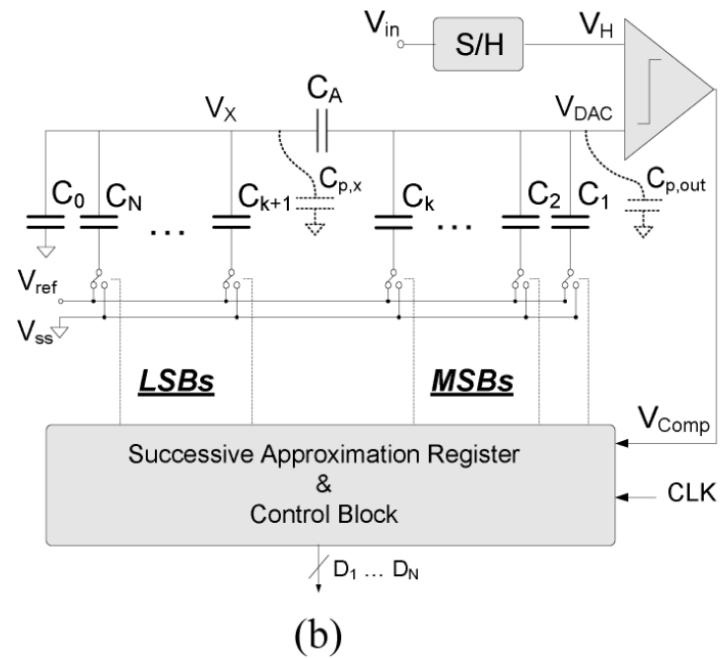 V_in
S/H
V_H
V_X
C_A
V_DAC
C_0
C_N
...
C_k+1
C_p,x
C_k
...
C_2
C_1
C_p,out
V_ref
V_ss
LSBs
MSBs
V_Comp
Successive Approximation Register
&
Control Block
CLK
D_1 ... D_N
(b)